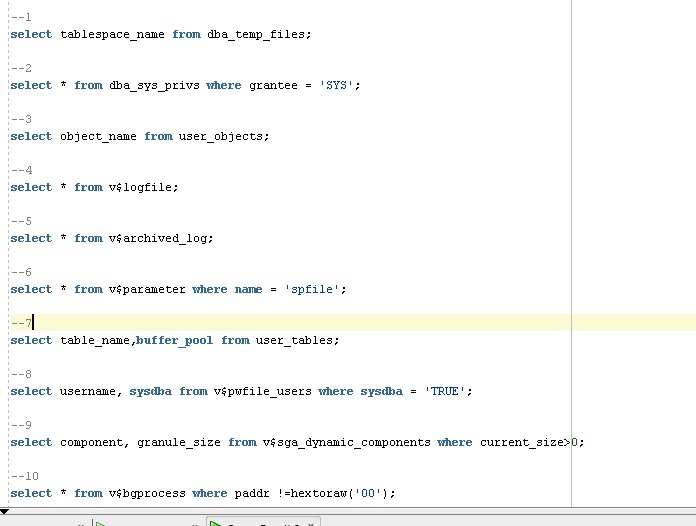 --1
select tablespace_name from dba_temp_files;
--2
select * from dba_sys_privs where grantee = 'SYS';
--3
select object_name from user_objects;
--4
select * from v$logfile;
--5
select * from v$archived_log;
--6
select * from v$parameter where name = 'spfile';
--7
select table_name,buffer_pool from user_tables;
--8
select username, sysdba from v$pwfile_users where sysdba = 'TRUE';
--9
select component, granule_size from v$sga_dynamic_components where current_size>0;
--10
select * from v$bgprocess where paddr !=hextoraw('00');